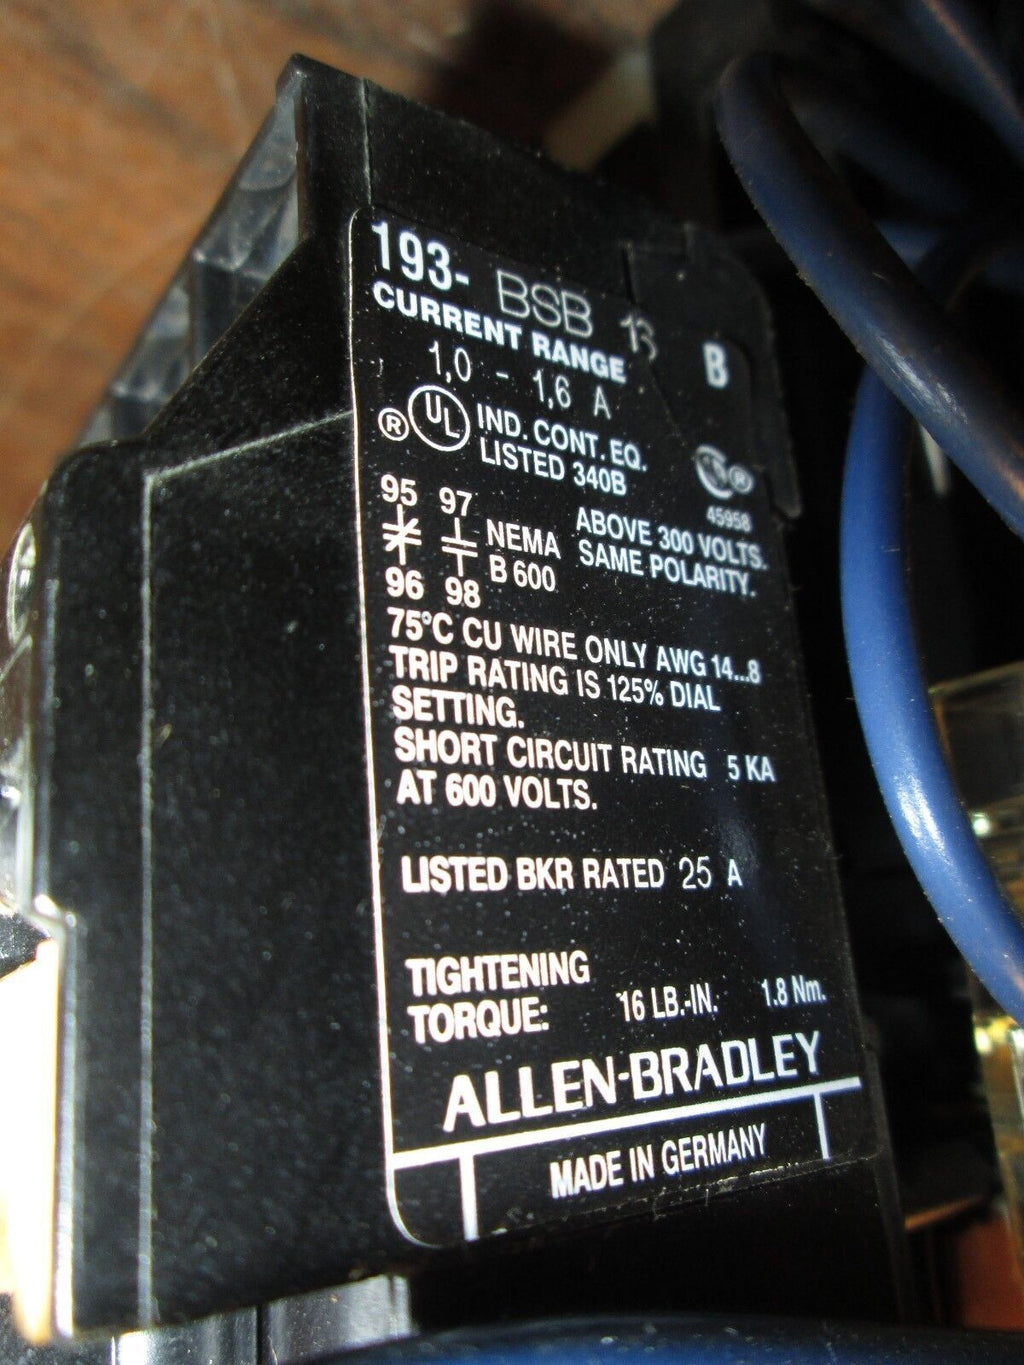 193- BSB 13 B
CURRENT RANGE
1,0 - 1,6 A
® UL IND. CONT. EQ.
LISTED 340B
®
45958
95 97
NEMA
B 600
96 98
ABOVE 300 VOLTS.
SAME POLARITY.
75°C CU WIRE ONLY AWG 14...8
TRIP RATING IS 125% DIAL
SETTING.
SHORT CIRCUIT RATING 5 KA
AT 600 VOLTS.
LISTED BKR RATED 25 A
TIGHTENING
TORQUE: 16 LB.-IN. 1.8 Nm.
ALLEN-BRADLEY
MADE IN GERMANY